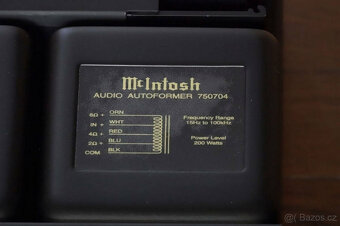 McIntosh
AUDIO AUTOFORMER 750704
8Ω + ORN
IN + WHT
4Ω + RED
2Ω + BLU
COM BLK
Frequency Range
15Hz to 100kHz
Power Level
200 Watts
sbazos.cz